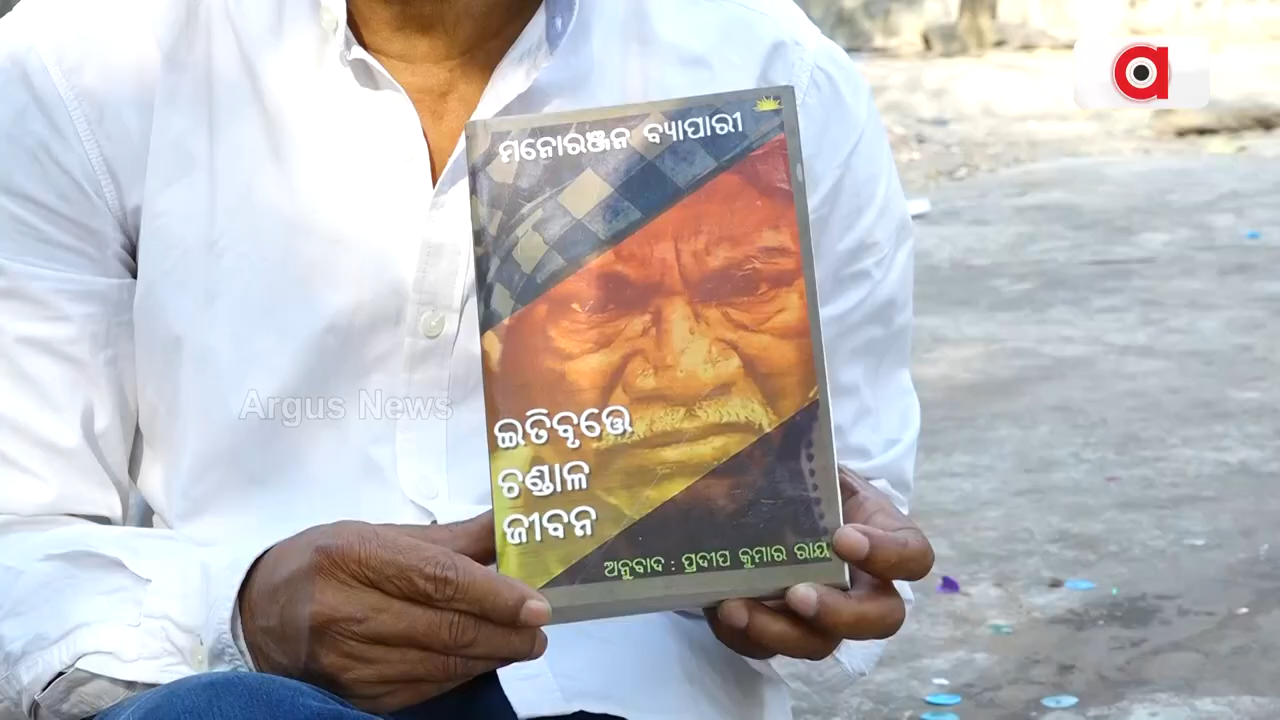 a
ମନୋରଞ୍ଜନ ବ୍ୟାପାରୀ
Argus News
ଇତିବୃତ୍ତେ
ଚଣ୍ଡାଳ
ଜୀବନ
ଅନୁବାଦ : ପ୍ରଦୀପ କୁମାର ରାୟ